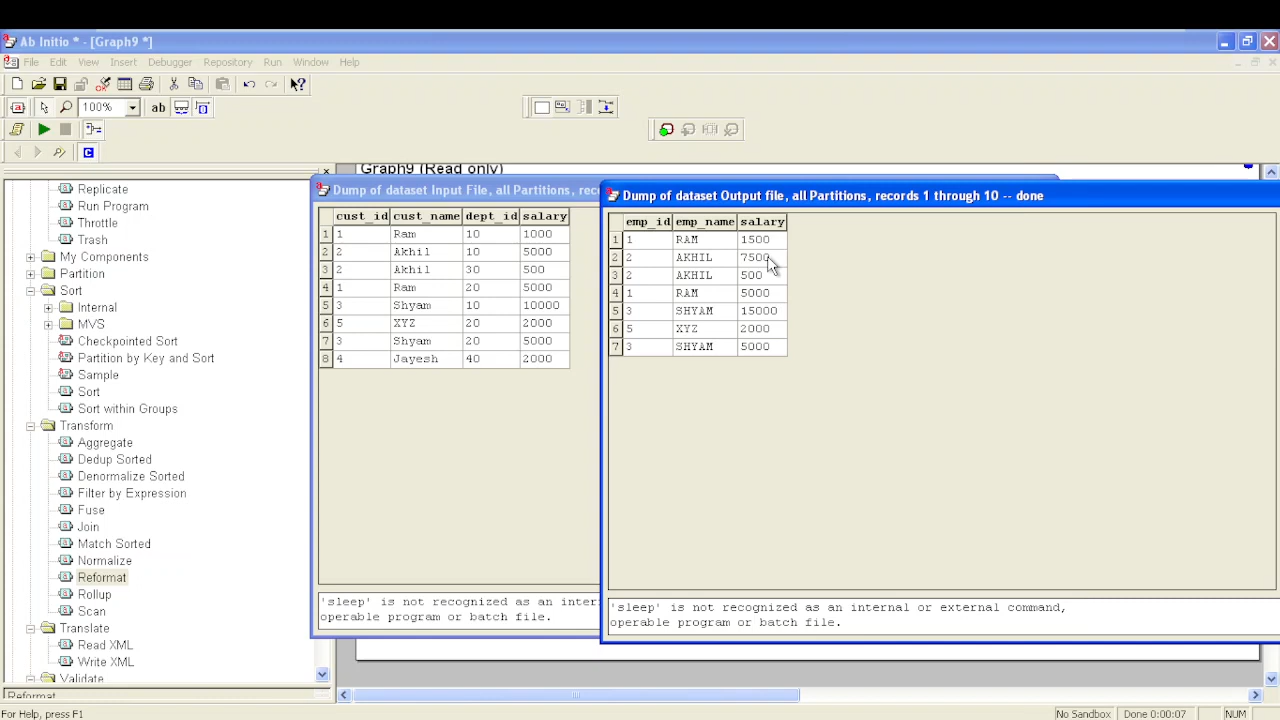 Ab Initio * - [Graph9 *]
File Edit View Insert Debugger Repository Run Window Help
100% ab
Graph9 (Read only)
Replicate
Run Program
Throttle
Trash
My Components
Partition
Sort
Internal
MVS
Checkpointed Sort
Partition by Key and Sort
Sample
Sort
Sort within Groups
Transform
Aggregate
Dedup Sorted
Denormalize Sorted
Filter by Expression
Fuse
Join
Match Sorted
Normalize
Reformat
Rollup
Scan
Translate
Read XML
Write XML
Validate
Reformat
Dump of dataset Input File, all Partitions, rec
cust_id cust_name dept_id salary
1 1 Ram 10 1000
2 2 Akhil 10 5000
3 2 Akhil 30 500
4 1 Ram 20 5000
5 3 Shyam 10 10000
6 5 XYZ 20 2000
7 3 Shyam 20 5000
8 4 Jayesh 40 2000
'sleep' is not recognized as an inter
operable program or batch file.
Dump of dataset Output file, all Partitions, records 1 through 10 -- done
emp_id emp_name salary
1 1 RAM 1500
2 2 AKHIL 7500
3 2 AKHIL 500
4 1 RAM 5000
5 3 SHYAM 15000
6 5 XYZ 2000
7 3 SHYAM 5000
'sleep' is not recognized as an internal or external command,
operable program or batch file.
For Help, press F1
No Sandbox Done 0:00:07 NUM